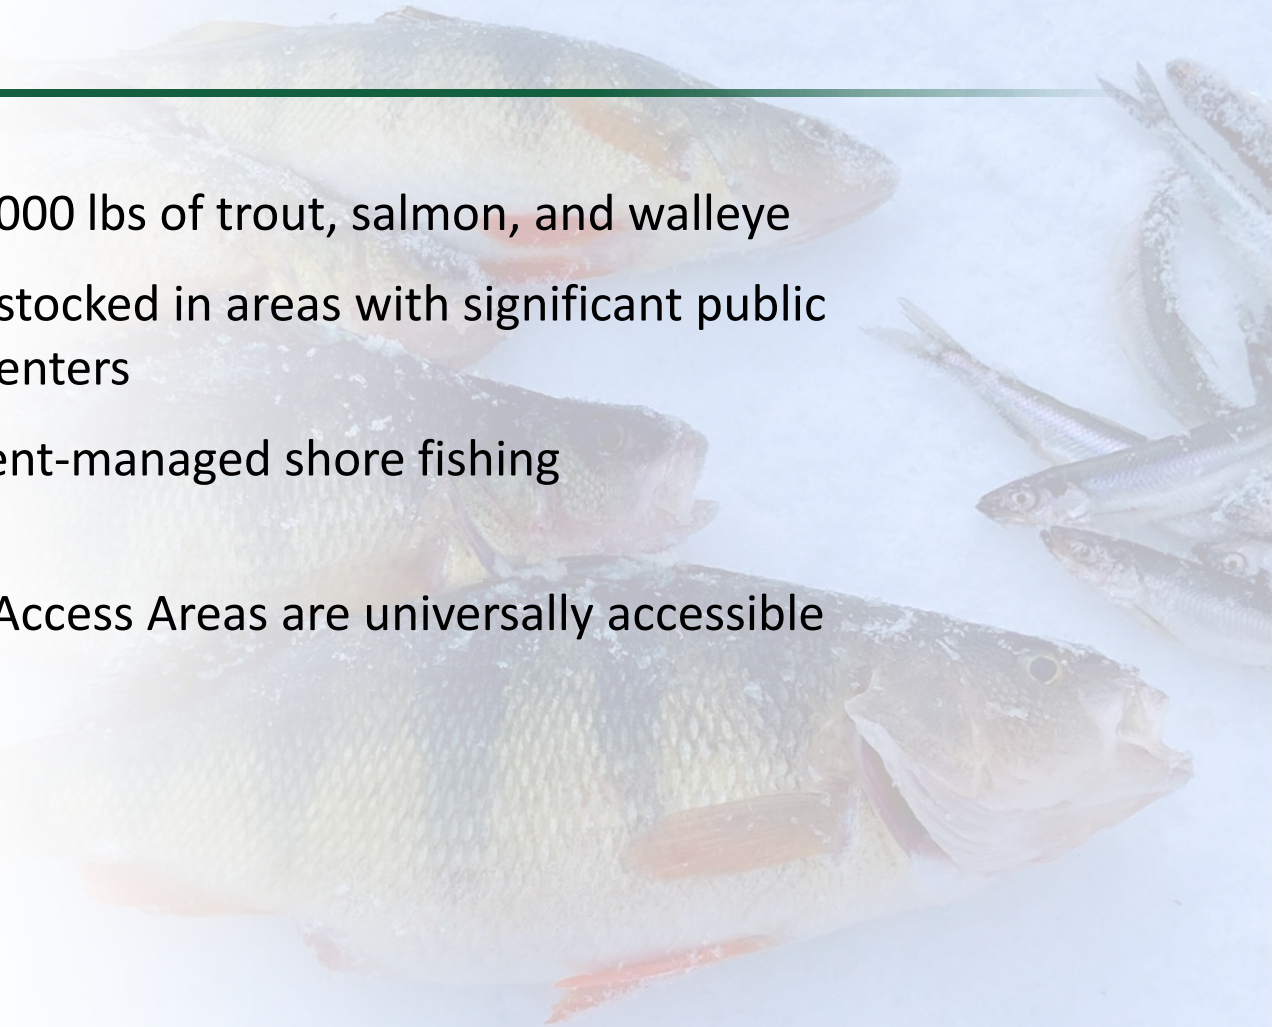 000 lbs of trout, salmon, and walleye
stocked in areas with significant public
enters
ent-managed shore fishing
Access Areas are universally accessible